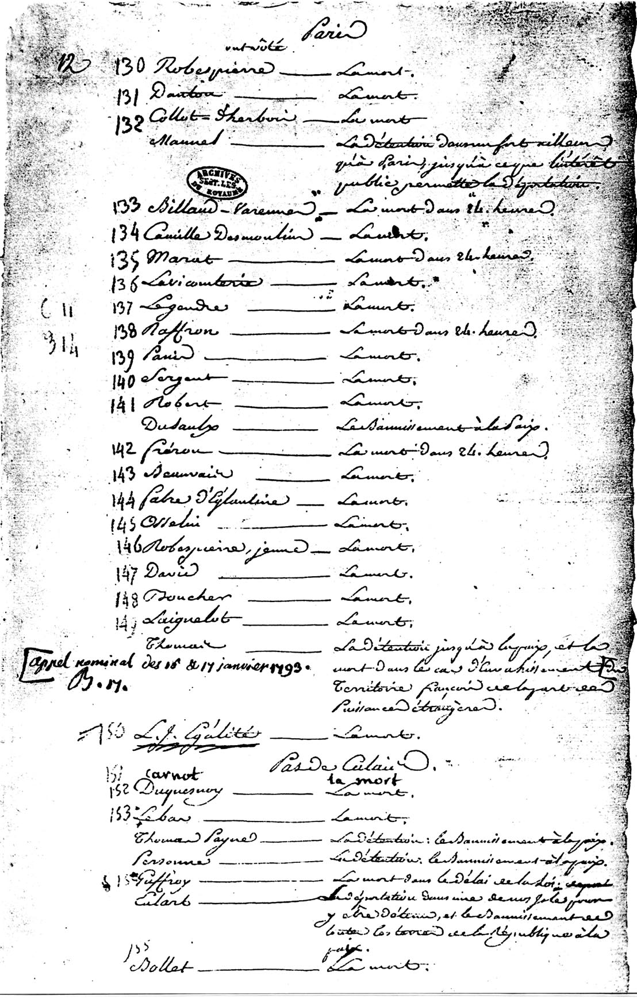 Paris
ont voté
12 130 Robespierre — La mort.
131 Danton — La mort.
132 Collot-d'herbois — La mort
Manuel — La détention dans un fort ailleurs
qu'à Paris, jusqu'à ce que l'intérêt
public permette la déportation.
ARCHIVES
DU ROYAUME
133 Billaud-Varennes — La mort dans 24. heures.
134 Camille Desmoulins — La mort.
135 Marat — La mort dans 24. heures.
136 Lavicomterie — La mort.
C II
137 Legendre — La mort.
138 Raffron — La mort dans 24. heures.
314
139 Panis — La mort.
140 Sergent — La mort.
141 Robert — La mort.
Dusaulx — Le Bannissement à la Paix.
142 fréron — La mort dans 24. heures.
143 Beauvais — La mort.
144 fabre d'Eglantine — La mort.
145 Osselin — La mort.
146 Robespierre, jeune — La mort.
147 David — La mort.
148 Boucher — La mort.
149 Laignelot — La mort.
Thomas — La détention jusqu'à la paix, et la
mort dans le cas d'Envahissement du
Territoire françois de la part des
Puissances étrangères.
[appel nominal des 16 & 17 janvier 1793.
B. 17.
150 L. J. Egalité — La mort.
Pas de Calais.
151 Carnot la mort
152 Duquesnoy — La mort.
153 Lebas — La mort.
Thomas Payne — La détention: le Bannissement à la paix.
Personne — La détention. le Bannissement à la paix.
Guffroy — La mort dans le délai de la Loi.
Enlart — La déportation dans une de nos Isles pour
y être détenu, et le Bannissement de
toutes les terres de la République à la
paix.
155
Bollet — La mort.